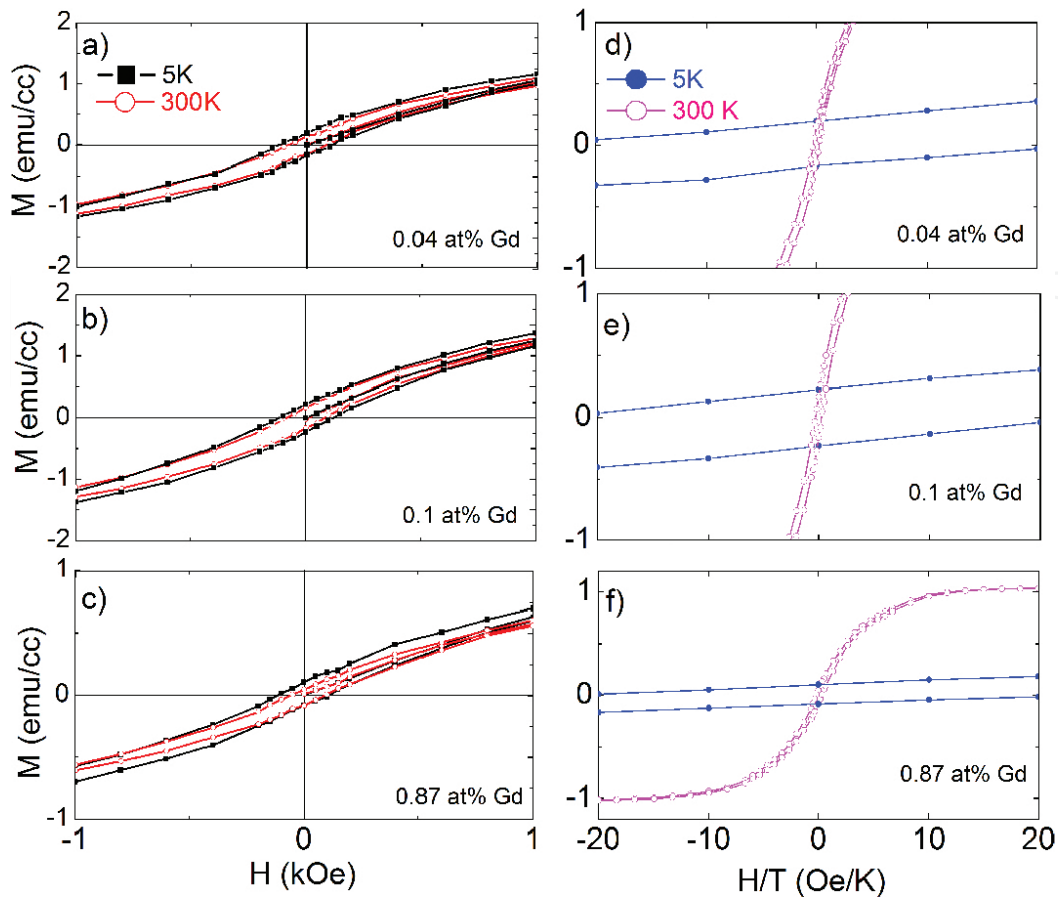 a)
5K
300K
0.04 at% Gd
M (emu/cc)
2
1
0
-1
-2
b)
0.1 at% Gd
M (emu/cc)
2
1
0
-1
-2
c)
0.87 at% Gd
M (emu/cc)
1
0
-1
-1
0
1
H (kOe)
d)
5K
300 K
0.04 at% Gd
1
0
-1
e)
0.1 at% Gd
1
0
-1
f)
0.87 at% Gd
1
0
-1
-20
-10
0
10
20
H/T (Oe/K)